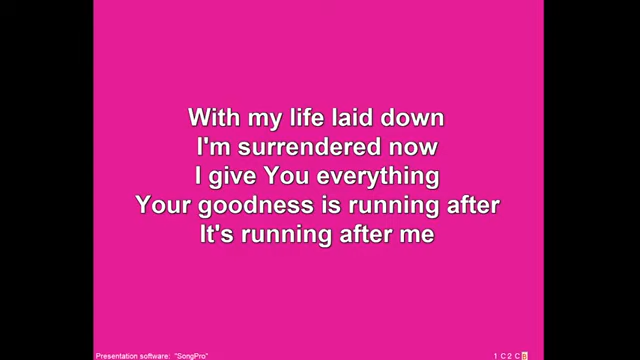 With my life laid down
I'm surrendered now
I give You everything
Your goodness is running after
It's running after me
Presentation software: "SongPro"
1 C 2 C B